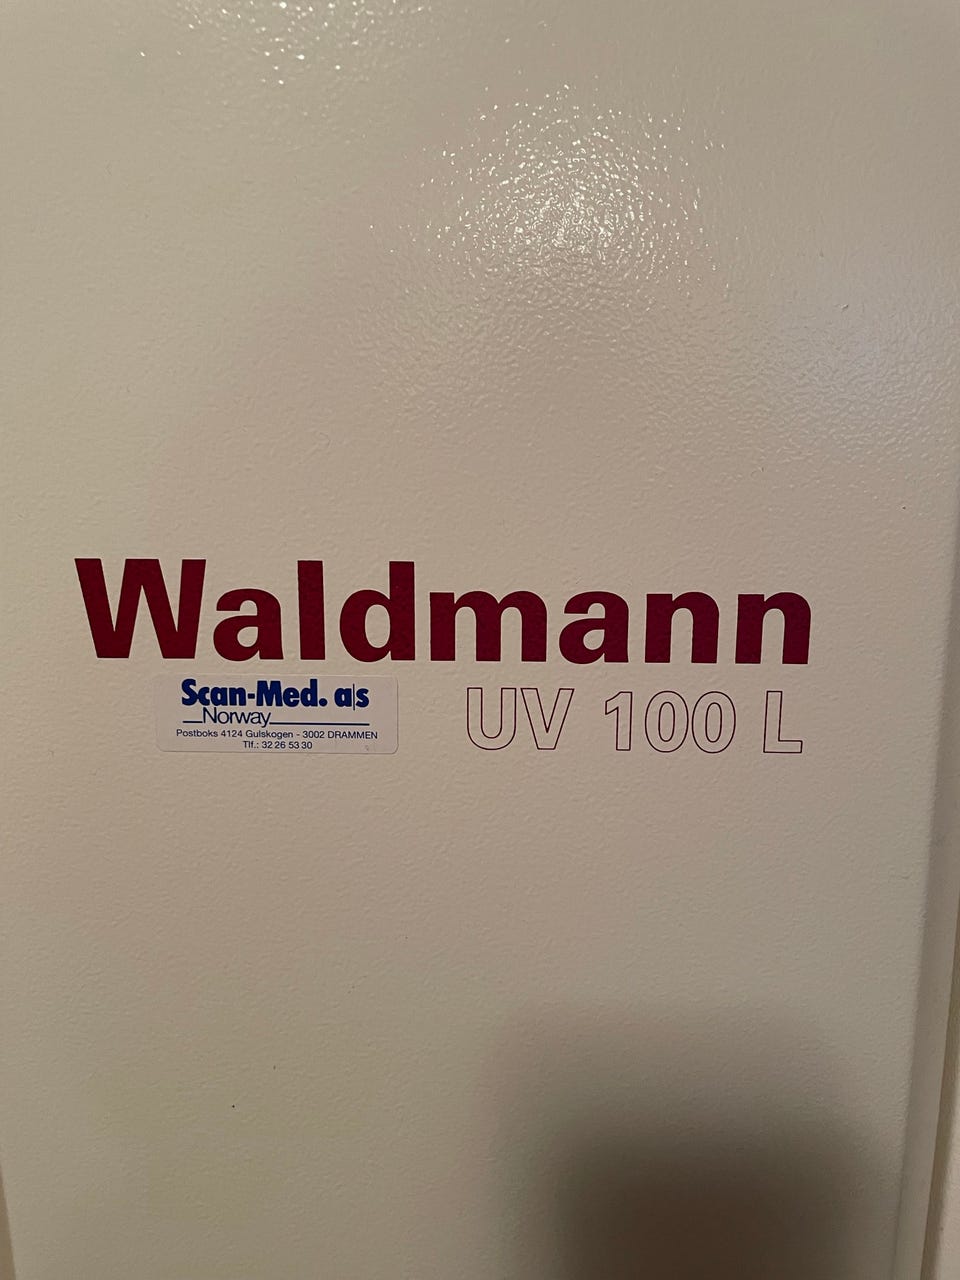 Waldmann
UV 100 L
Scan-Med. a|s
Norway
Postboks 4124 Gulskogen - 3002 DRAMMEN
Tlf.: 32 26 53 30